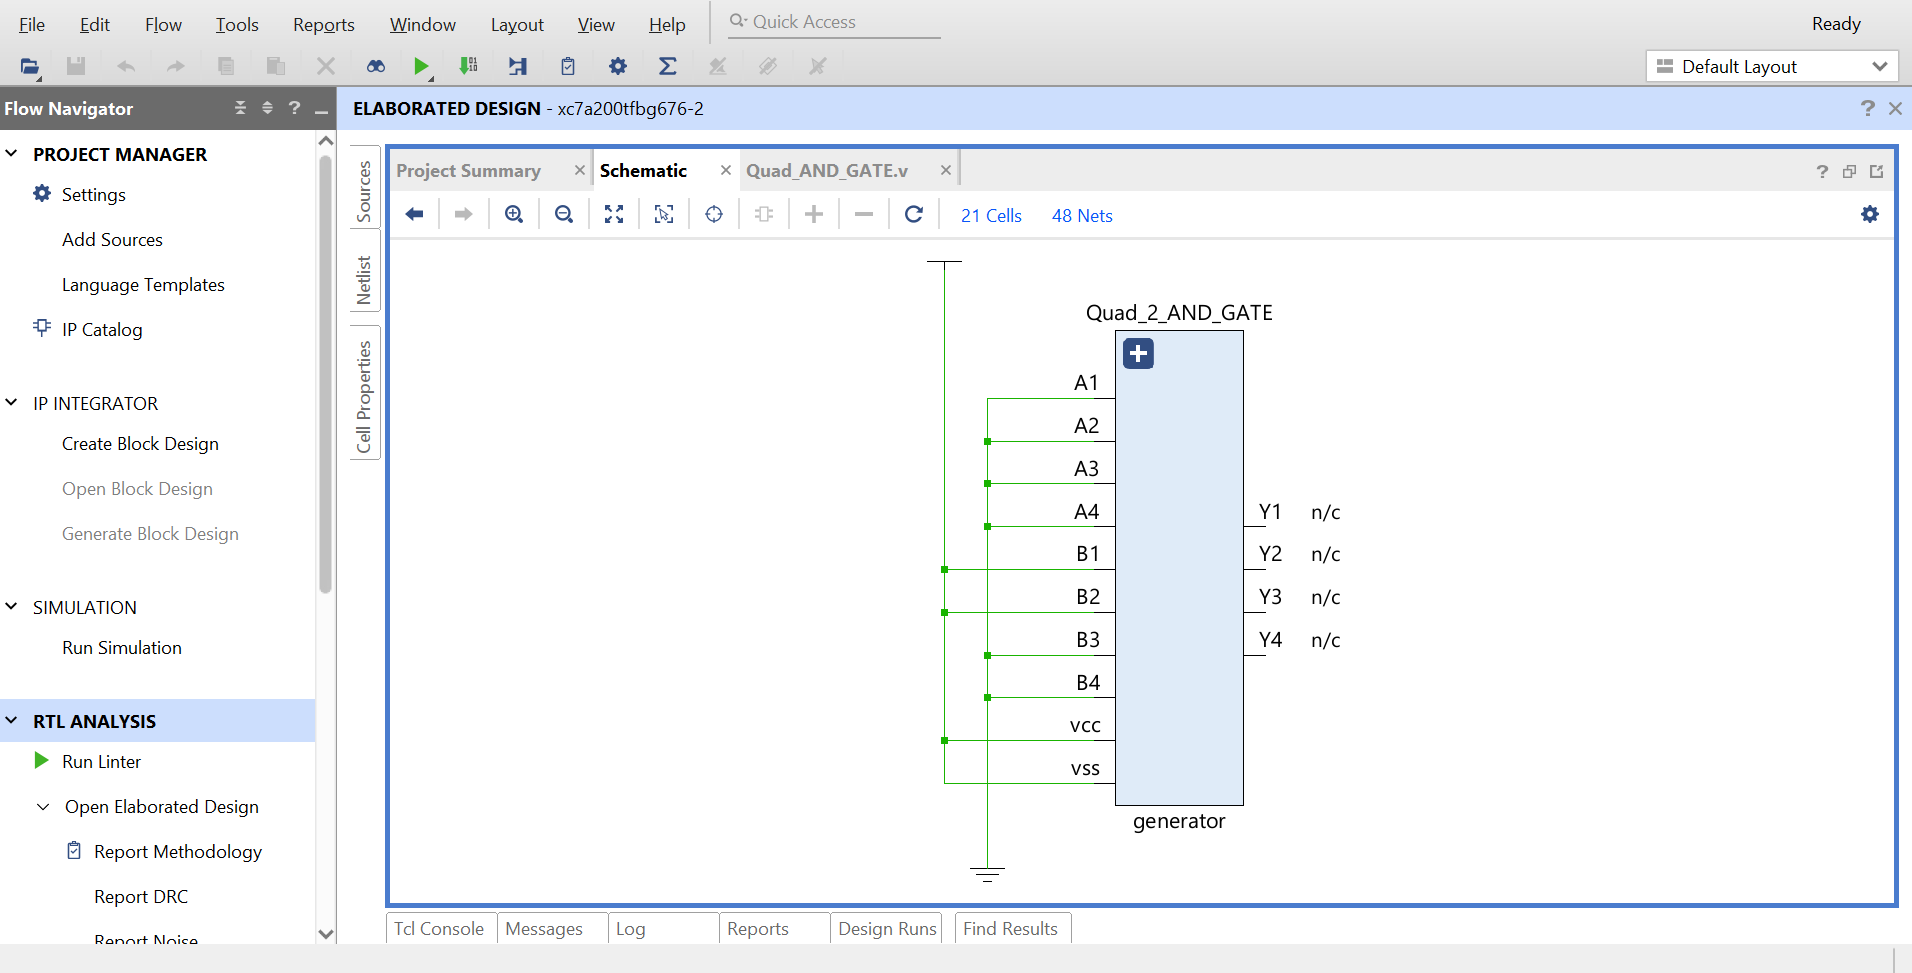 File Edit Flow Tools Reports Window Layout View Help Quick Access Ready
Default Layout
Flow Navigator ? ELABORATED DESIGN - xc7a200tfbg676-2 ?
PROJECT MANAGER
Settings
Add Sources
Language Templates
IP Catalog
IP INTEGRATOR
Create Block Design
Open Block Design
Generate Block Design
SIMULATION
Run Simulation
RTL ANALYSIS
Run Linter
Open Elaborated Design
Report Methodology
Report DRC
Report Noise
Sources
Netlist
Cell Properties
Project Summary Schematic Quad_AND_GATE.v ?
21 Cells 48 Nets
Quad_2_AND_GATE
A1
A2
A3
A4 Y1 n/c
B1 Y2 n/c
B2 Y3 n/c
B3 Y4 n/c
B4
vcc
vss
generator
Tcl Console Messages Log Reports Design Runs Find Results